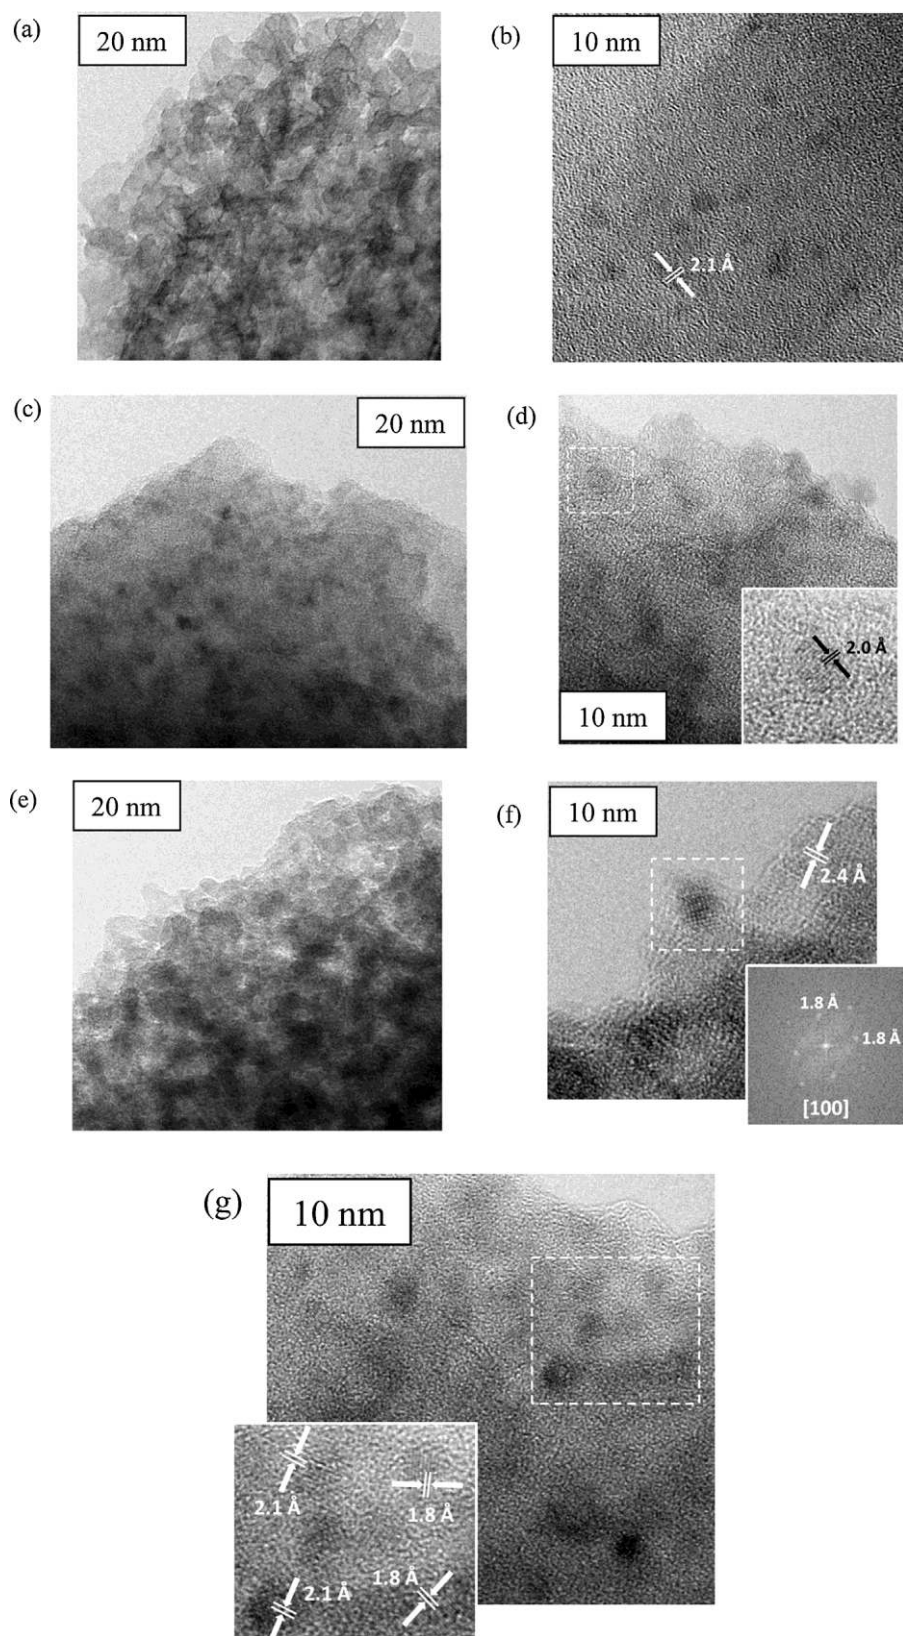 (a)
20 nm
(b)
10 nm
2.1 Å
(c)
20 nm
(d)
2.0 Å
10 nm
(e)
20 nm
(f)
10 nm
2.4 Å
1.8 Å
1.8 Å
[100]
(g)
10 nm
2.1 Å
1.8 Å
2.1 Å
1.8 Å